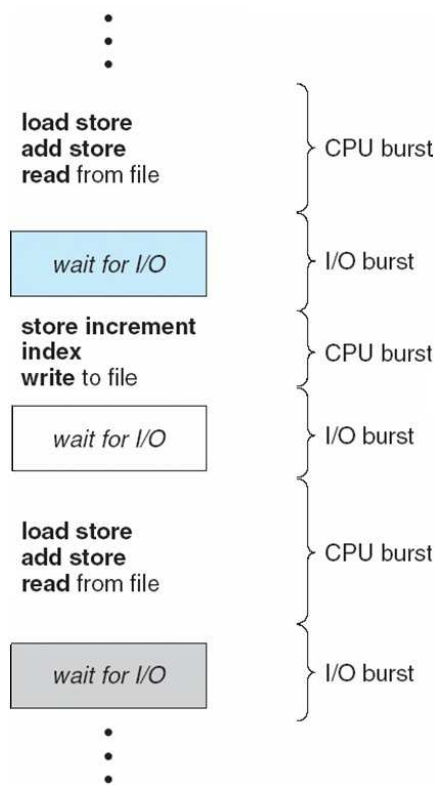 load store
add store
read from file
CPU burst
wait for I/O
I/O burst
store increment
index
write to file
CPU burst
wait for I/O
I/O burst
load store
add store
read from file
CPU burst
wait for I/O
I/O burst